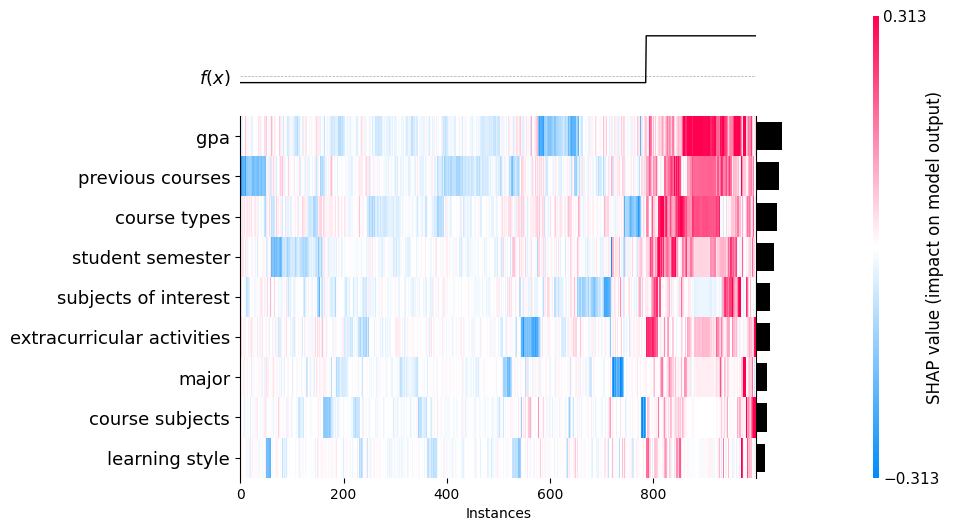 0.313
f(x)
gpa
previous courses
course types
student semester
subjects of interest
extracurricular activities
major
course subjects
learning style
0 200 400 600 800
Instances
SHAP value (impact on model output)
−0.313